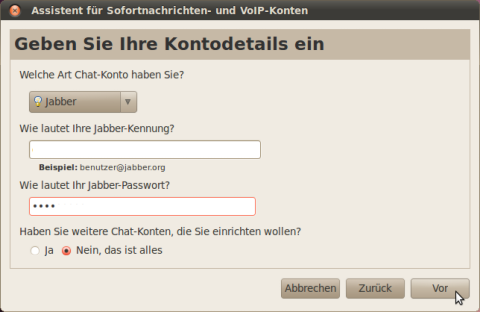 Assistent für Sofortnachrichten- und VoIP-Konten
Geben Sie Ihre Kontodetails ein
Welche Art Chat-Konto haben Sie?
Jabber
Wie lautet Ihre Jabber-Kennung?
Beispiel: benutzer@jabber.org
Wie lautet Ihr Jabber-Passwort?
••••
Haben Sie weitere Chat-Konten, die Sie einrichten wollen?
Ja Nein, das ist alles
Abbrechen Zurück Vor